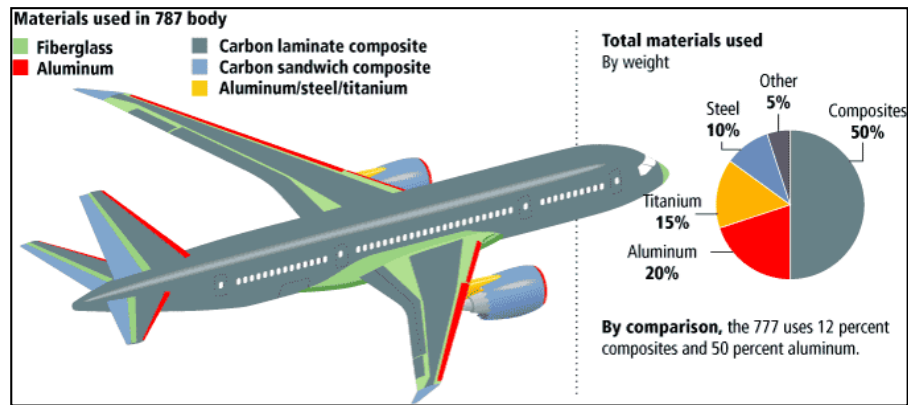 Materials used in 787 body
Fiberglass
Aluminum
Carbon laminate composite
Carbon sandwich composite
Aluminum/steel/titanium
Total materials used
By weight
Other
5%
Steel
10%
Composites
50%
Titanium
15%
Aluminum
20%
By comparison, the 777 uses 12 percent
composites and 50 percent aluminum.